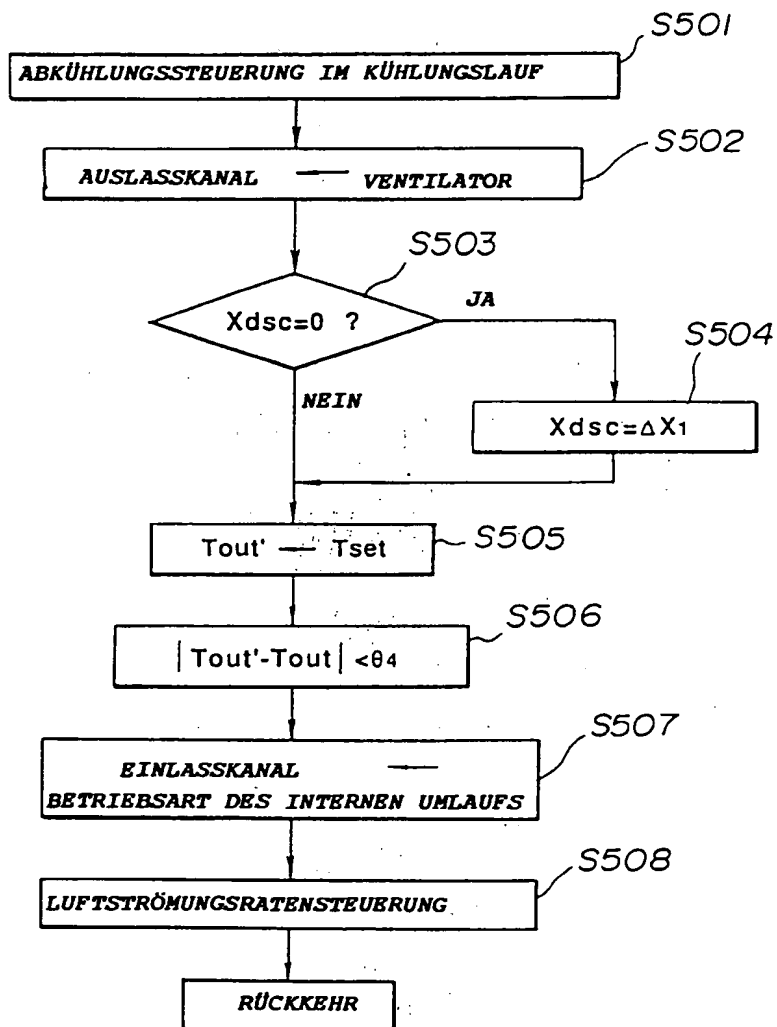 S501
ABKÜHLUNGSSTEUERUNG IM KÜHLUNGSLAUF
S502
AUSLASSKANAL ← VENTILATOR
S503
Xdsc=0 ?
JA
S504
NEIN
Xdsc=ΔX1
Tout' ← Tset
S505
S506
|Tout'-Tout| <θ4
S507
EINLASSKANAL ←
BETRIEBSART DES INTERNEN UMLAUFS
S508
LUFTSTRÖMUNGSRATENSTEUERUNG
RÜCKKEHR